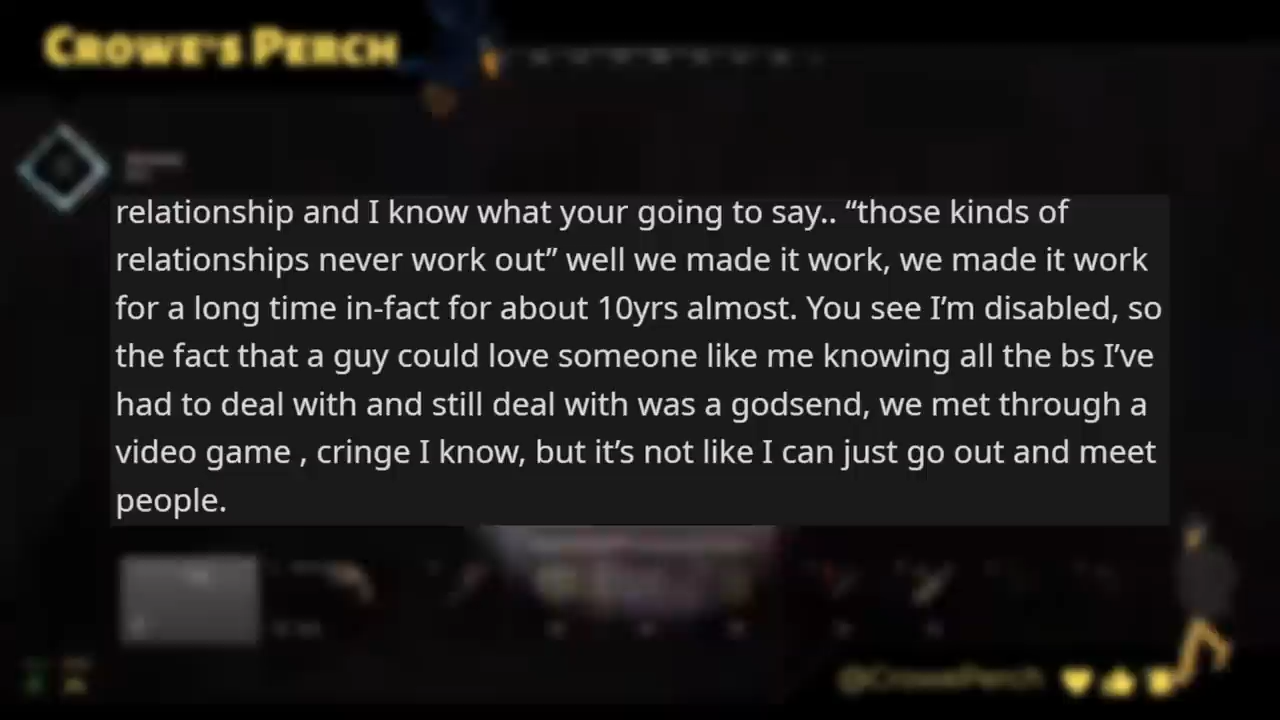 CROWE'S PERCH
relationship and I know what your going to say.. “those kinds of
relationships never work out” well we made it work, we made it work
for a long time in-fact for about 10yrs almost. You see I’m disabled, so
the fact that a guy could love someone like me knowing all the bs I’ve
had to deal with and still deal with was a godsend, we met through a
video game , cringe I know, but it’s not like I can just go out and meet
people.
@CrowesPerch